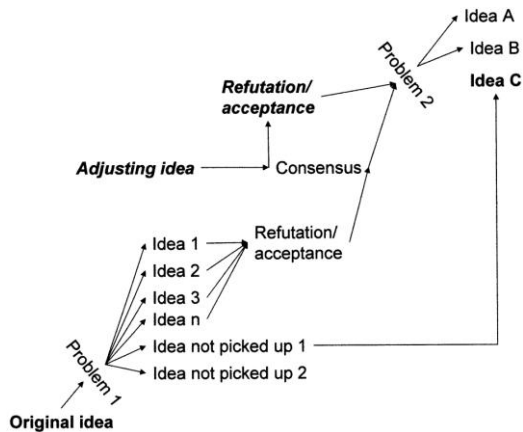 Idea A
Idea B
Idea C
Problem 2
Refutation/
acceptance
Adjusting idea
Consensus
Refutation/
acceptance
Idea 1
Idea 2
Idea 3
Idea n
Idea not picked up 1
Idea not picked up 2
Problem 1
Original idea